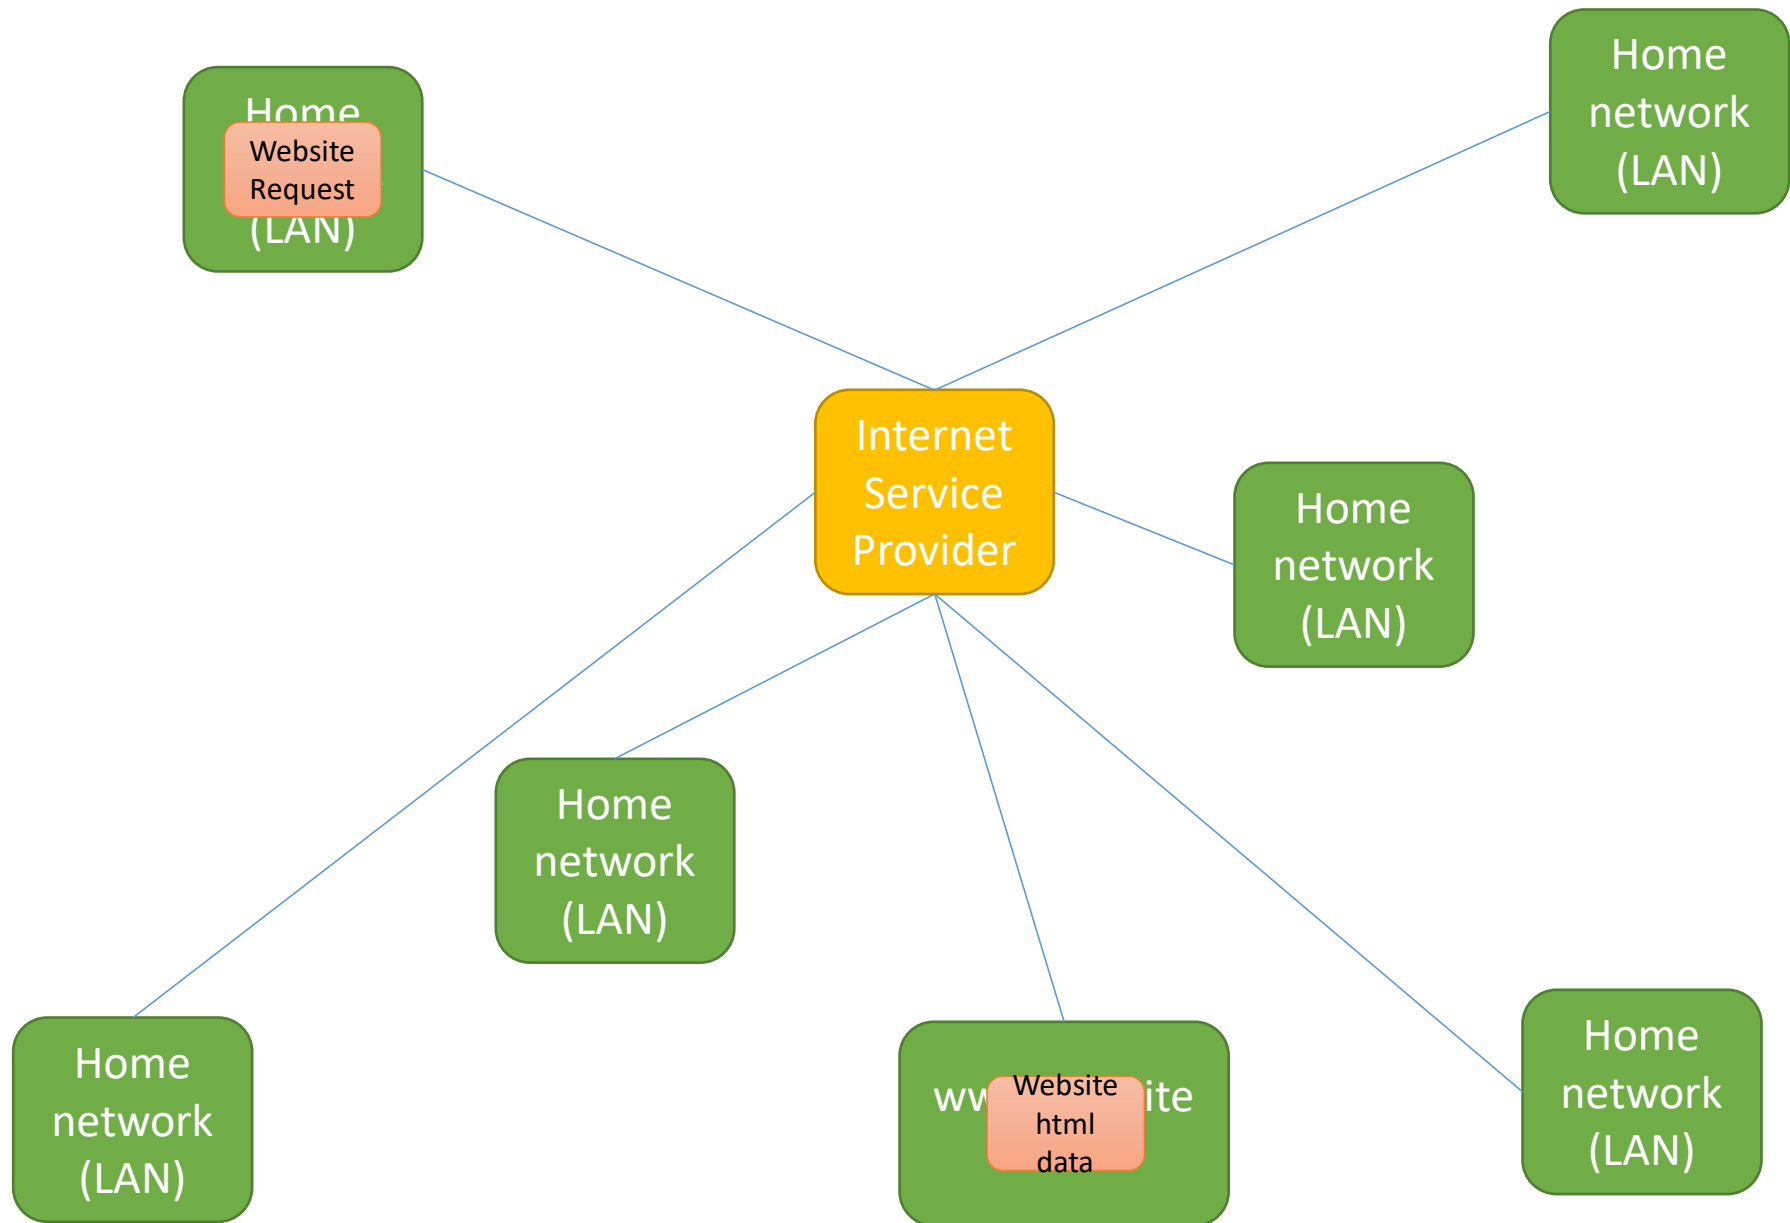 Home
network
(LAN)
Home
Website
Request
(LAN)
Internet
Service
Provider
Home
network
(LAN)
Home
network
(LAN)
Home
network
(LAN)
Website
html
data
Home
network
(LAN)